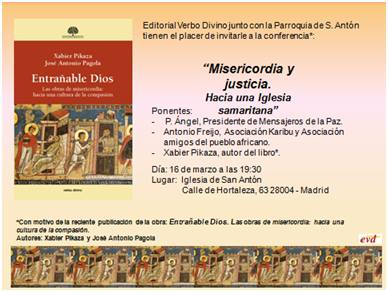 Xabier Pikaza
José Antonio Pagola
Entrañable Dios
Las obras de misericordia:
hacia una cultura de la compasión
verbo divino
Editorial Verbo Divino junto con la Parroquia de S. Antón
tienen el placer de invitarle a la conferencia*:
“Misericordia y
justicia.
Hacia una Iglesia
samaritana”
Ponentes:
- P. Ángel, Presidente de Mensajeros de la Paz.
- Antonio Freijo, Asociación Karibu y Asociación
amigos del pueblo africano.
- Xabier Pikaza, autor del libro*.
Día: 16 de marzo a las 19:30
Lugar: Iglesia de San Antón
Calle de Hortaleza, 63 28004 - Madrid
*Con motivo de la reciente publicación de la obra: Entrañable Dios. Las obras de misericordia: hacia una
cultura de la compasión.
Autores: Xabier Pikaza y José Antonio Pagola
evd